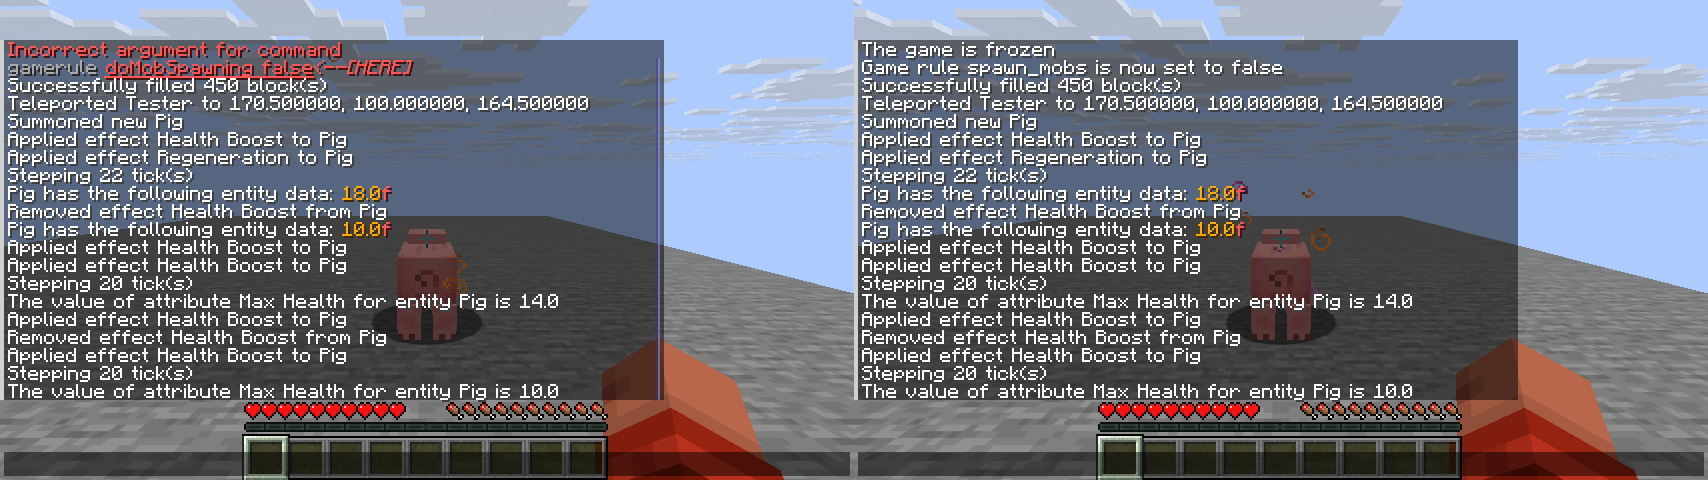 Incorrect argument for command
gamerule doMobSpawning false<--[HERE]
Successfully filled 450 block(s)
Teleported Tester to 170.500000, 100.000000, 164.500000
Summoned new Pig
Applied effect Health Boost to Pig
Applied effect Regeneration to Pig
Stepping 22 tick(s)
Pig has the following entity data: 18.0f
Removed effect Health Boost from Pig
Pig has the following entity data: 10.0f
Applied effect Health Boost to Pig
Applied effect Health Boost to Pig
Stepping 20 tick(s)
The value of attribute Max Health for entity Pig is 14.0
Applied effect Health Boost to Pig
Removed effect Health Boost from Pig
Applied effect Health Boost to Pig
Stepping 20 tick(s)
The value of attribute Max Health for entity Pig is 10.0
The game is frozen
Game rule spawn_mobs is now set to false
Successfully filled 450 block(s)
Teleported Tester to 170.500000, 100.000000, 164.500000
Summoned new Pig
Applied effect Health Boost to Pig
Applied effect Regeneration to Pig
Stepping 22 tick(s)
Pig has the following entity data: 18.0f
Removed effect Health Boost from Pig
Pig has the following entity data: 10.0f
Applied effect Health Boost to Pig
Applied effect Health Boost to Pig
Stepping 20 tick(s)
The value of attribute Max Health for entity Pig is 14.0
Applied effect Health Boost to Pig
Removed effect Health Boost from Pig
Applied effect Health Boost to Pig
Stepping 20 tick(s)
The value of attribute Max Health for entity Pig is 10.0